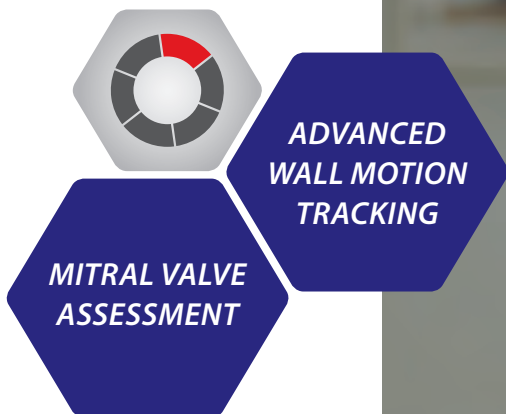 ADVANCED
WALL MOTION
TRACKING
MITRAL VALVE
ASSESSMENT